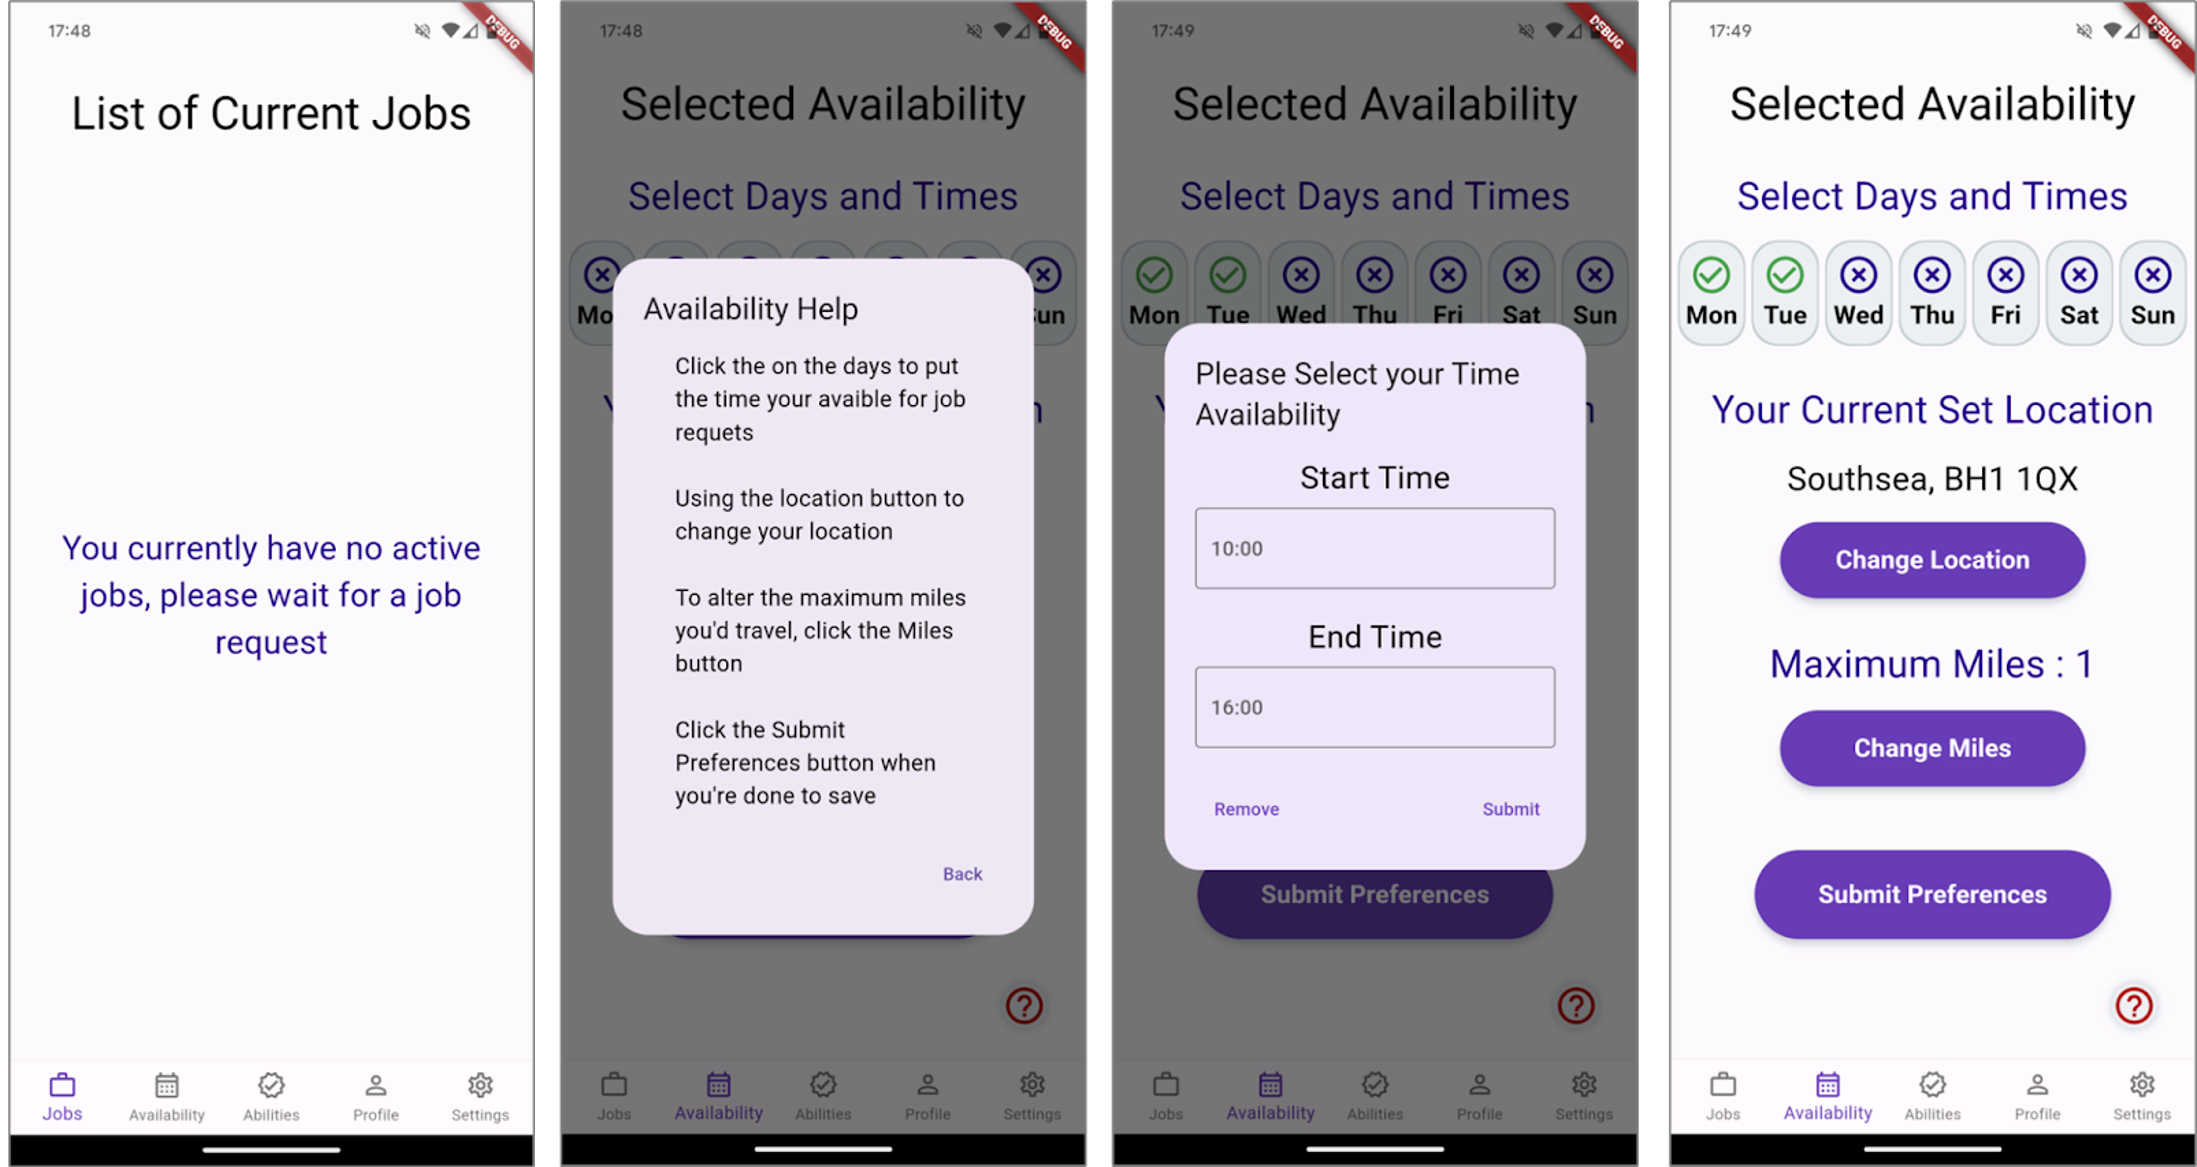 17:48
DEBUG
List of Current Jobs
You currently have no active
jobs, please wait for a job
request
Jobs
Availability
Abilities
Profile
Settings
17:48
DEBUG
Selected Availability
Select Days and Times
Mo
Sun
Availability Help
Click the on the days to put
the time your avaible for job
requets
Using the location button to
change your location
To alter the maximum miles
you'd travel, click the Miles
button
Click the Submit
Preferences button when
you're done to save
Back
Jobs
Availability
Abilities
Profile
Settings
17:49
DEBUG
Selected Availability
Select Days and Times
Mon Tue Wed Thu Fri Sat Sun
Please Select your Time
Availability
Start Time
10:00
End Time
16:00
Remove Submit
Submit Preferences
Jobs
Availability
Abilities
Profile
Settings
17:49
DEBUG
Selected Availability
Select Days and Times
Mon Tue Wed Thu Fri Sat Sun
Your Current Set Location
Southsea, BH1 1QX
Change Location
Maximum Miles : 1
Change Miles
Submit Preferences
Jobs
Availability
Abilities
Profile
Settings